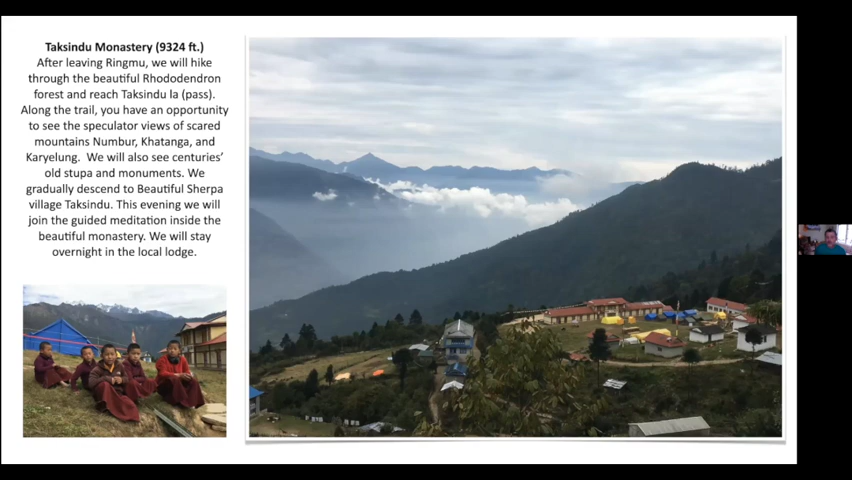 Taksindu Monastery (9324 ft.)
After leaving Ringmu, we will hike
through the beautiful Rhododendron
forest and reach Taksindu la (pass).
Along the trail, you have an opportunity
to see the speculator views of scared
mountains Numbur, Khatanga, and
Karyelung.  We will also see centuries’
old stupa and monuments. We
gradually descend to Beautiful Sherpa
village Taksindu. This evening we will
join the guided meditation inside the
beautiful monastery. We will stay
overnight in the local lodge.